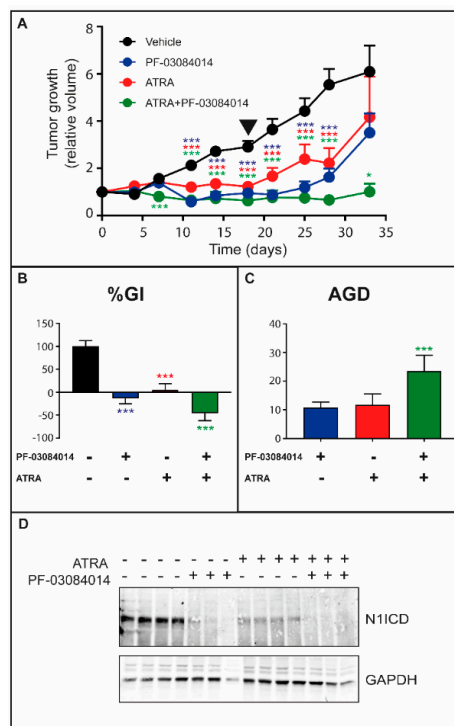 A
Vehicle
PF-03084014
ATRA
ATRA+PF-03084014
Tumor growth
(relative volume)
8
6
4
2
0
*** *** *** *** *** ***
*** *** *** *** *** ***
*** *** *** *** *** ***
***
*
0 5 10 15 20 25 30 35
Time (days)
B
%GI
150
100
50
0
-50
-100
***
***
***
PF-03084014 - + - +
ATRA - - + +
C
AGD
40
30
20
10
0
***
PF-03084014 + - +
ATRA - + +
D
ATRA - - - - - - - + + + + + + +
PF-03084014 - - - - + + + - - - - + + +
N1ICD
GAPDH